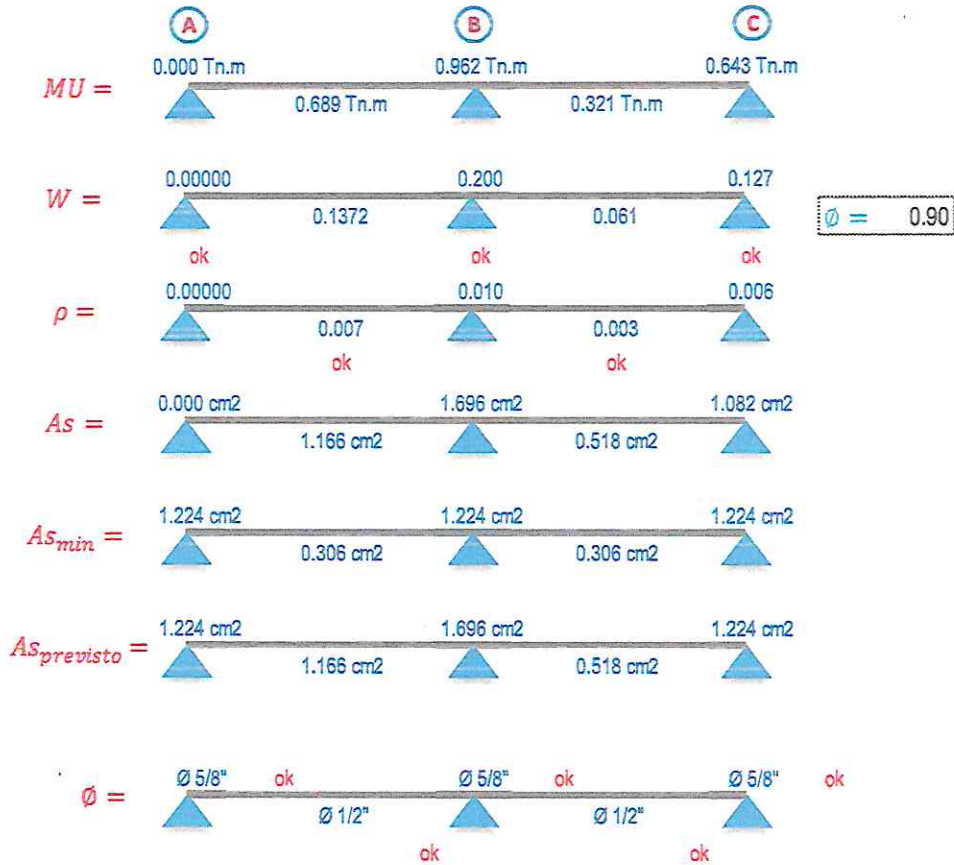 A B C
0.000 Tn.m 0.962 Tn.m 0.643 Tn.m
MU =
0.689 Tn.m 0.321 Tn.m
0.00000 0.200 0.127
W =
0.1372 0.061
Ø = 0.90
ok ok ok
0.00000 0.010 0.006
ρ =
0.007 0.003
ok ok
0.000 cm2 1.696 cm2 1.082 cm2
As =
1.166 cm2 0.518 cm2
1.224 cm2 1.224 cm2 1.224 cm2
As_min =
0.306 cm2 0.306 cm2
1.224 cm2 1.696 cm2 1.224 cm2
As_previsto =
1.166 cm2 0.518 cm2
Ø 5/8" ok Ø 5/8" ok Ø 5/8" ok
Ø =
Ø 1/2" Ø 1/2"
ok ok